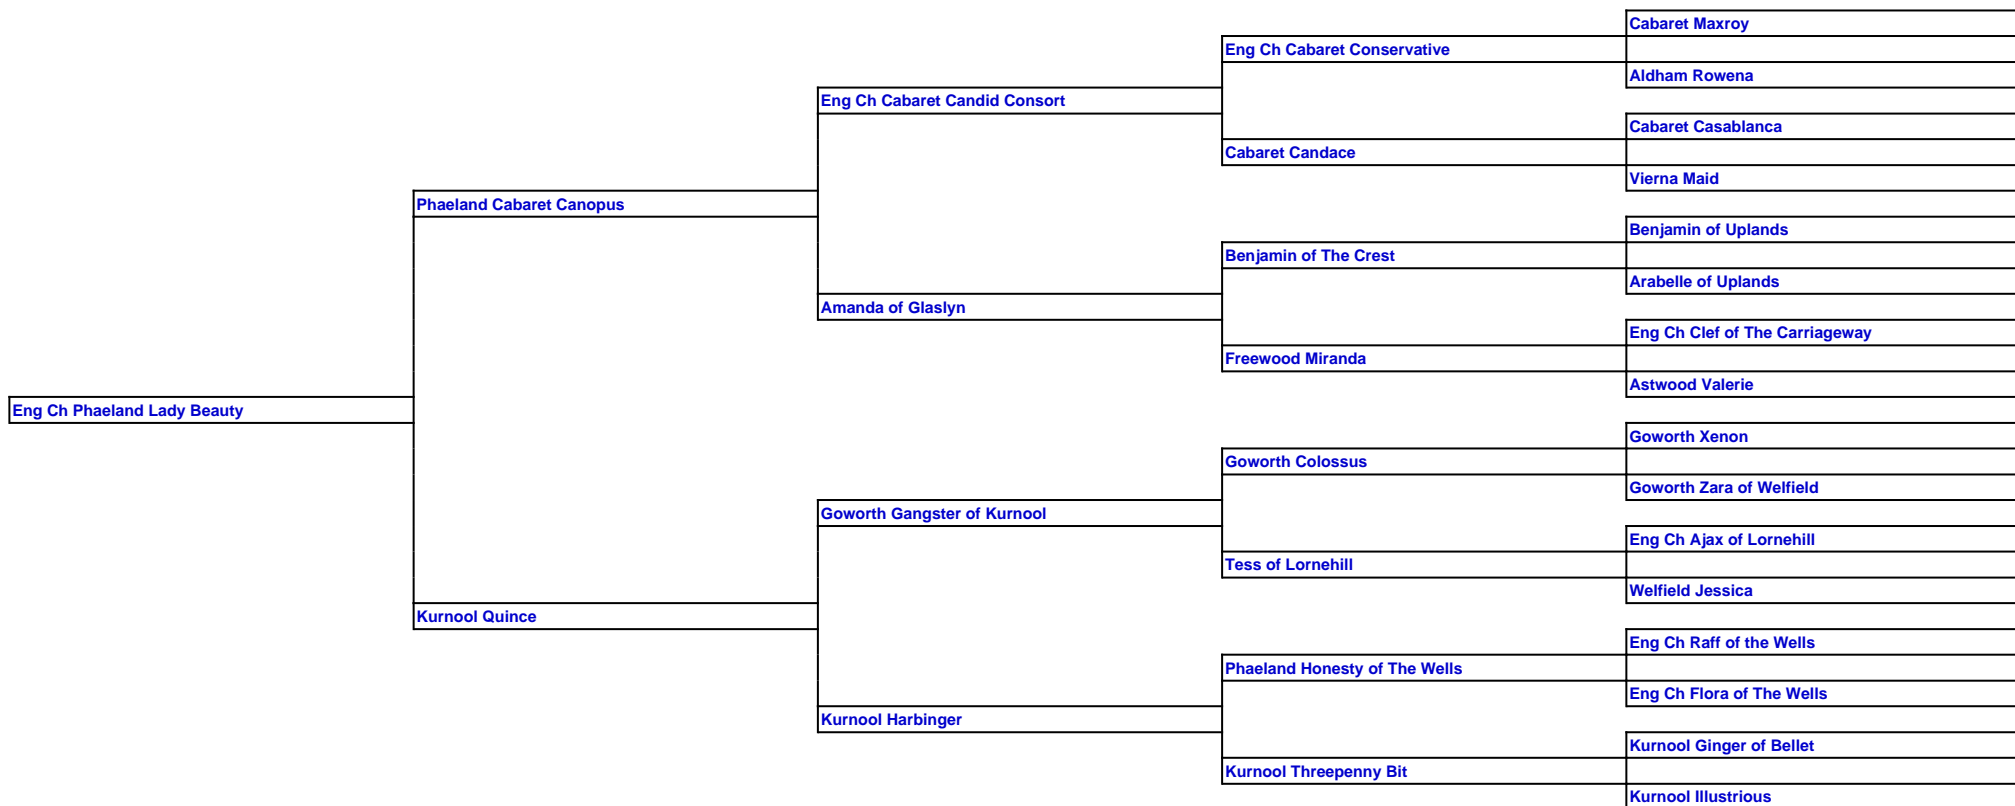 Cabaret Maxroy
Eng Ch Cabaret Conservative
Aldham Rowena
Eng Ch Cabaret Candid Consort
Cabaret Casablanca
Cabaret Candace
Vierna Maid
Phaeland Cabaret Canopus
Benjamin of Uplands
Benjamin of The Crest
Arabelle of Uplands
Amanda of Glaslyn
Eng Ch Clef of The Carriageway
Freewood Miranda
Astwood Valerie
Eng Ch Phaeland Lady Beauty
Goworth Xenon
Goworth Colossus
Goworth Zara of Welfield
Goworth Gangster of Kurnool
Eng Ch Ajax of Lornehill
Tess of Lornehill
Welfield Jessica
Kurnool Quince
Eng Ch Raff of the Wells
Phaeland Honesty of The Wells
Eng Ch Flora of The Wells
Kurnool Harbinger
Kurnool Ginger of Bellet
Kurnool Threepenny Bit
Kurnool Illustrious